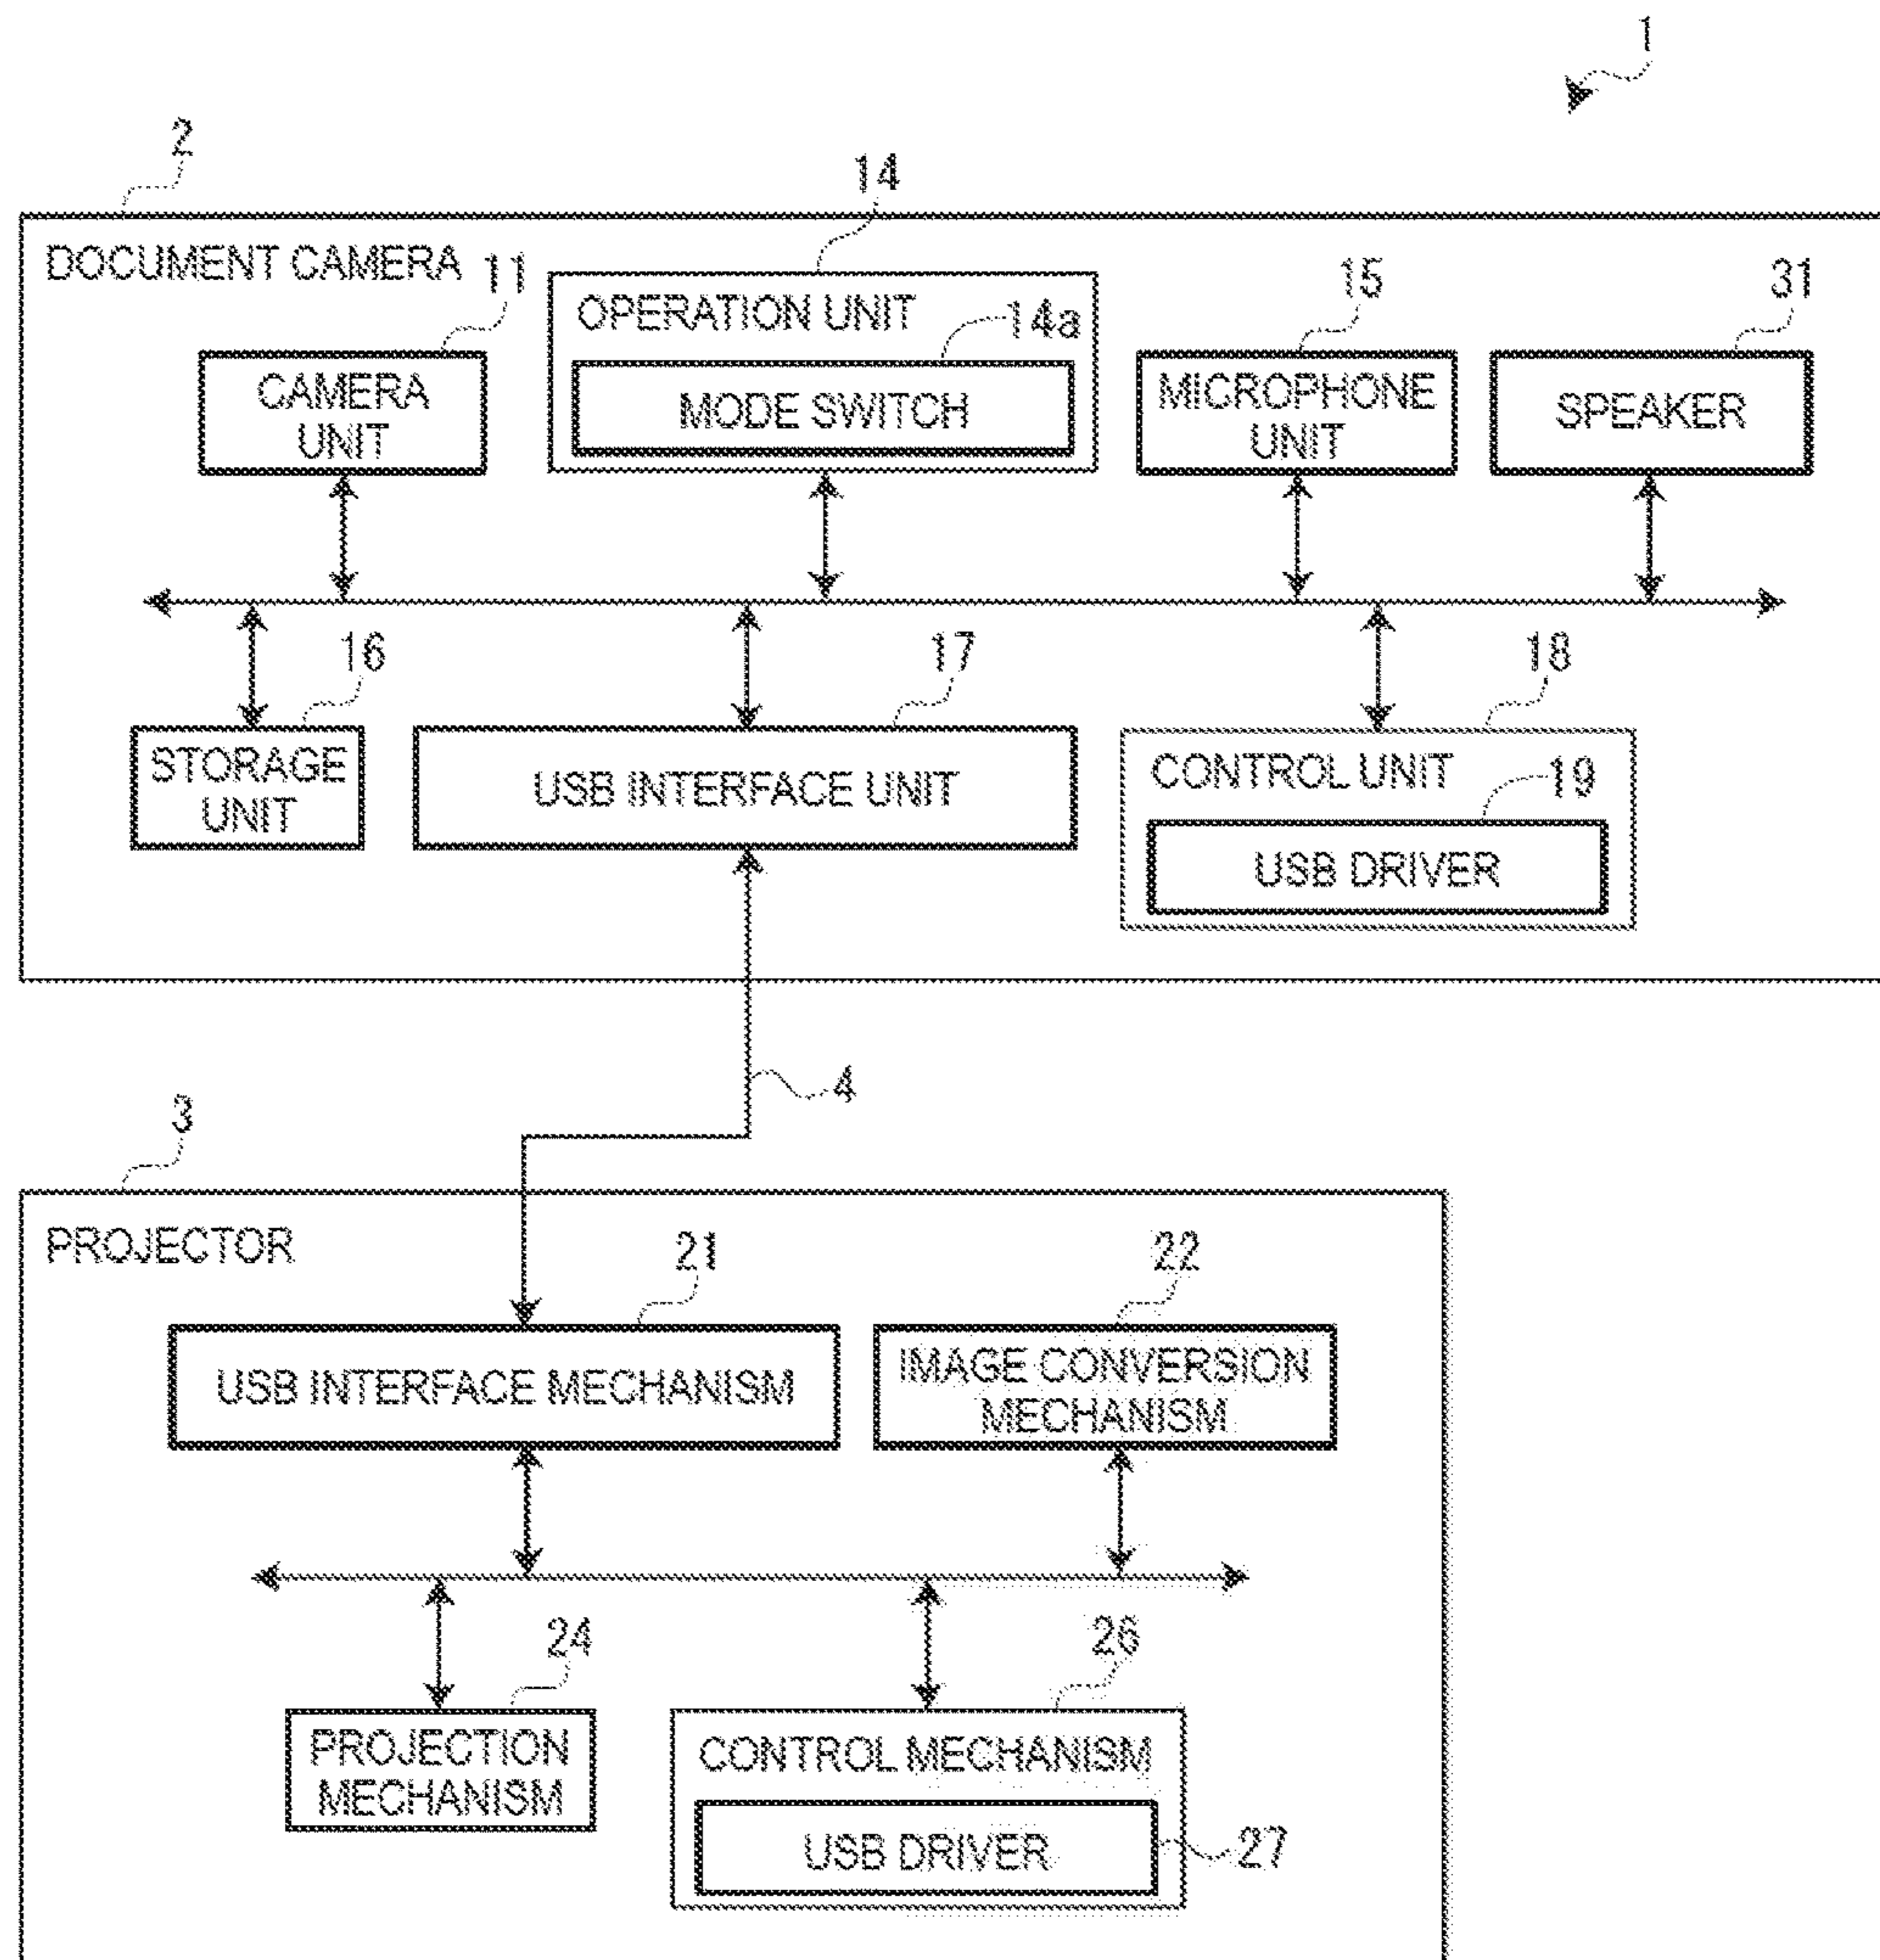 1
2
14
DOCUMENT CAMERA
11
OPERATION UNIT
14a
15
31
CAMERA
UNIT
MODE SWITCH
MICROPHONE
UNIT
SPEAKER
16
17
18
STORAGE
UNIT
USB INTERFACE UNIT
CONTROL UNIT
19
USB DRIVER
4
3
PROJECTOR
21
22
USB INTERFACE MECHANISM
IMAGE CONVERSION
MECHANISM
24
26
PROJECTION
MECHANISM
CONTROL MECHANISM
USB DRIVER
27